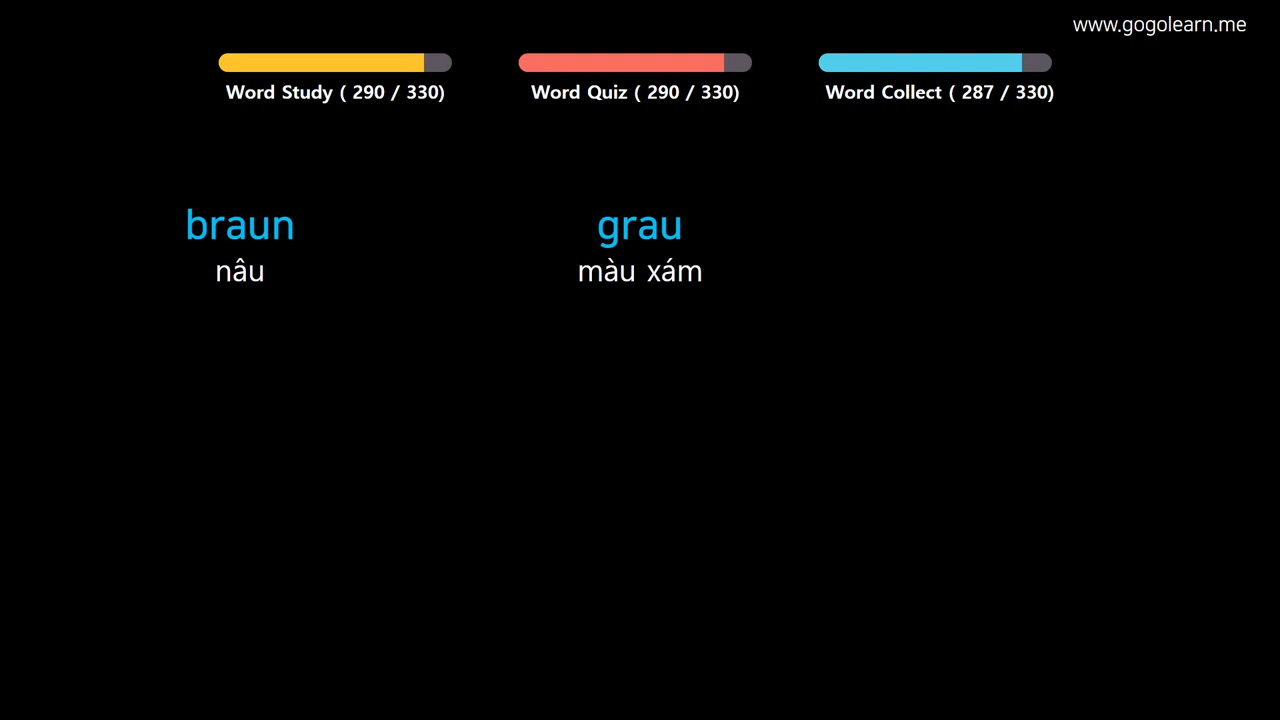 www.gogolearn.me
Word Study ( 290 / 330)
Word Quiz ( 290 / 330)
Word Collect ( 287 / 330)
braun
nâu
grau
màu xám